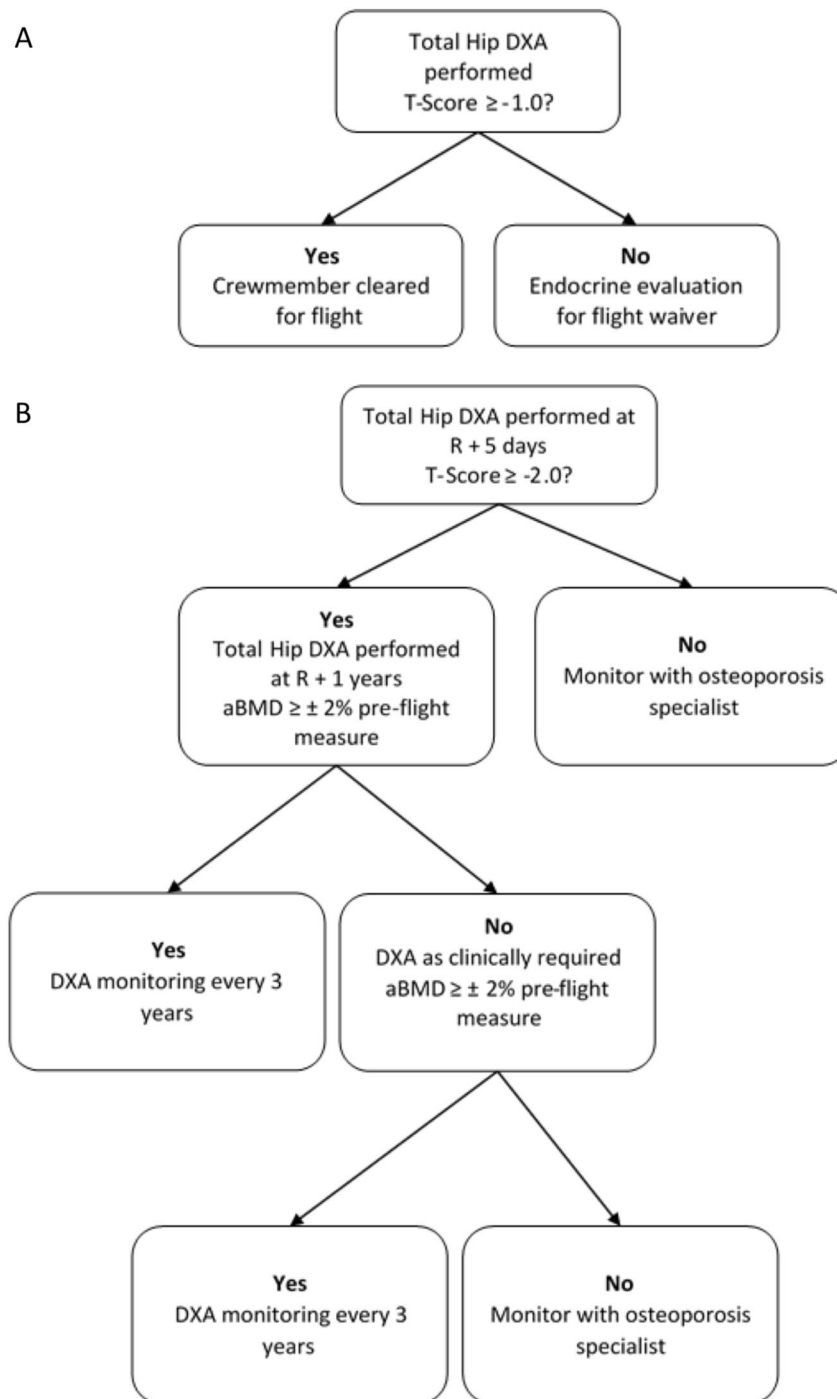 A
Total Hip DXA
performed
T-Score ≥ -1.0?
Yes
Crewmember cleared
for flight
No
Endocrine evaluation
for flight waiver
B
Total Hip DXA performed at
R + 5 days
T-Score ≥ -2.0?
Yes
Total Hip DXA performed
at R + 1 years
aBMD ≥ ± 2% pre-flight
measure
No
Monitor with osteoporosis
specialist
Yes
DXA monitoring every 3
years
No
DXA as clinically required
aBMD ≥ ± 2% pre-flight
measure
Yes
DXA monitoring every 3
years
No
Monitor with osteoporosis
specialist